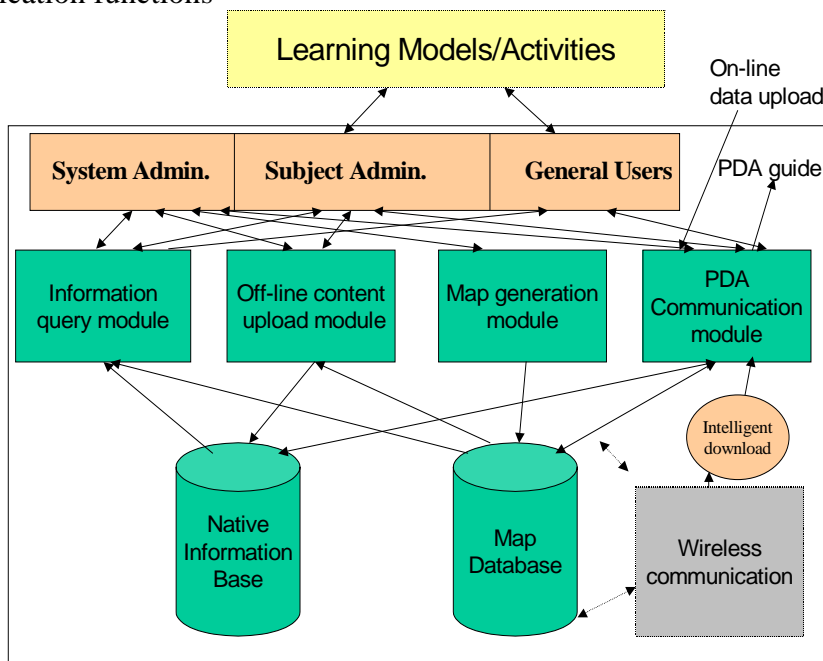 Learning Models/Activities
On-line
data upload
System Admin.
Subject Admin.
General Users
PDA guide
Information
query module
Off-line content
upload module
Map generation
module
PDA
Communication
module
Intelligent
download
Native
Information
Base
Map
Database
Wireless
communication